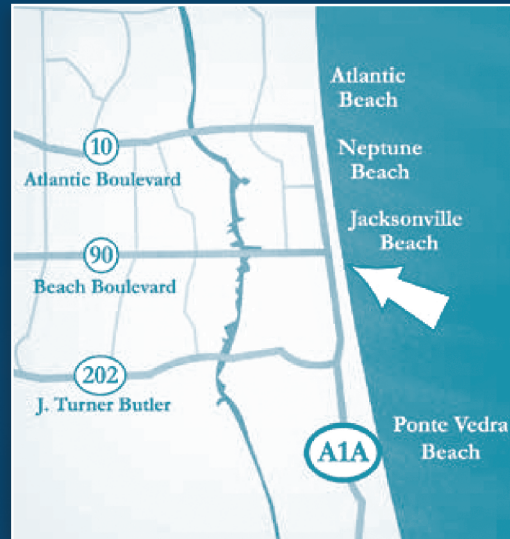 Atlantic
Beach
10
Neptune
Beach
Atlantic Boulevard
Jacksonville
Beach
90
Beach Boulevard
202
J. Turner Butler
Ponte Vedra
Beach
A1A